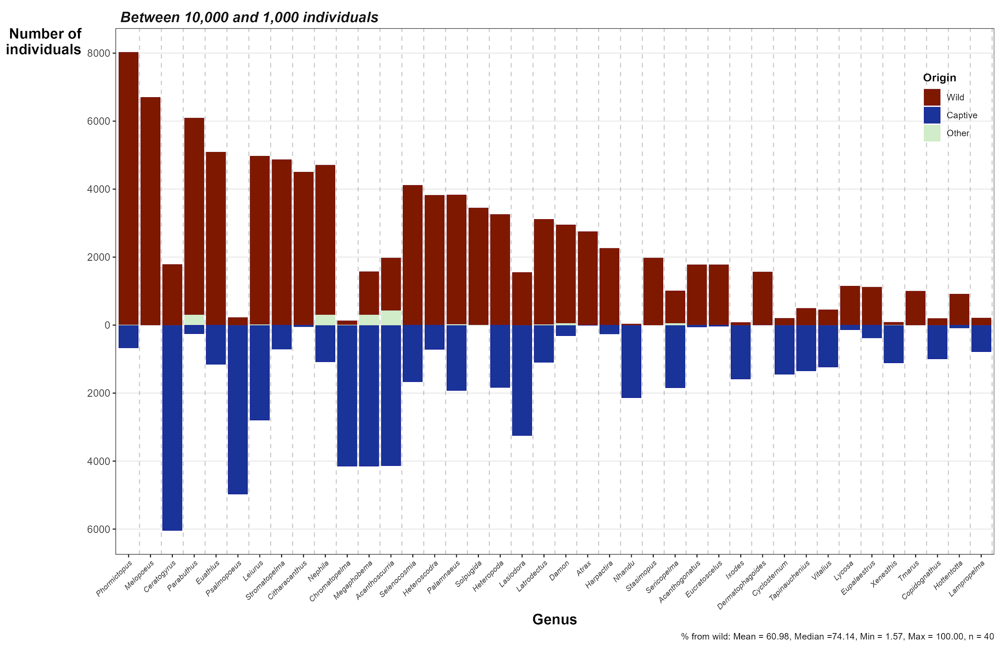 Between 10,000 and 1,000 individuals
Number of
individuals
8000
6000
4000
2000
0
2000
4000
6000
Origin
Wild
Captive
Other
Phormictopus
Melopoeus
Ceratogyrus
Parabuthus
Euathlus
Psalmopoeus
Leiurus
Stromatopelma
Citharacanthus
Nephila
Chromatopelma
Megaphobema
Acanthoscurria
Selenocosmia
Heteroscodra
Palamnaeus
Solpugida
Heteropoda
Lasiodora
Latrodectus
Damon
Atrax
Harpactira
Nhandu
Stasimopus
Sericopelma
Acanthogonatus
Eucratoscelus
Ixodes
Dermatophagoides
Cyclosternum
Tapinauchenius
Vitalius
Lycosa
Eupalaestrus
Xenesthis
Tmarus
Copidognathus
Hottentotta
Lampropelma
Genus
% from wild: Mean = 60.98, Median =74.14, Min = 1.57, Max = 100.00, n = 40